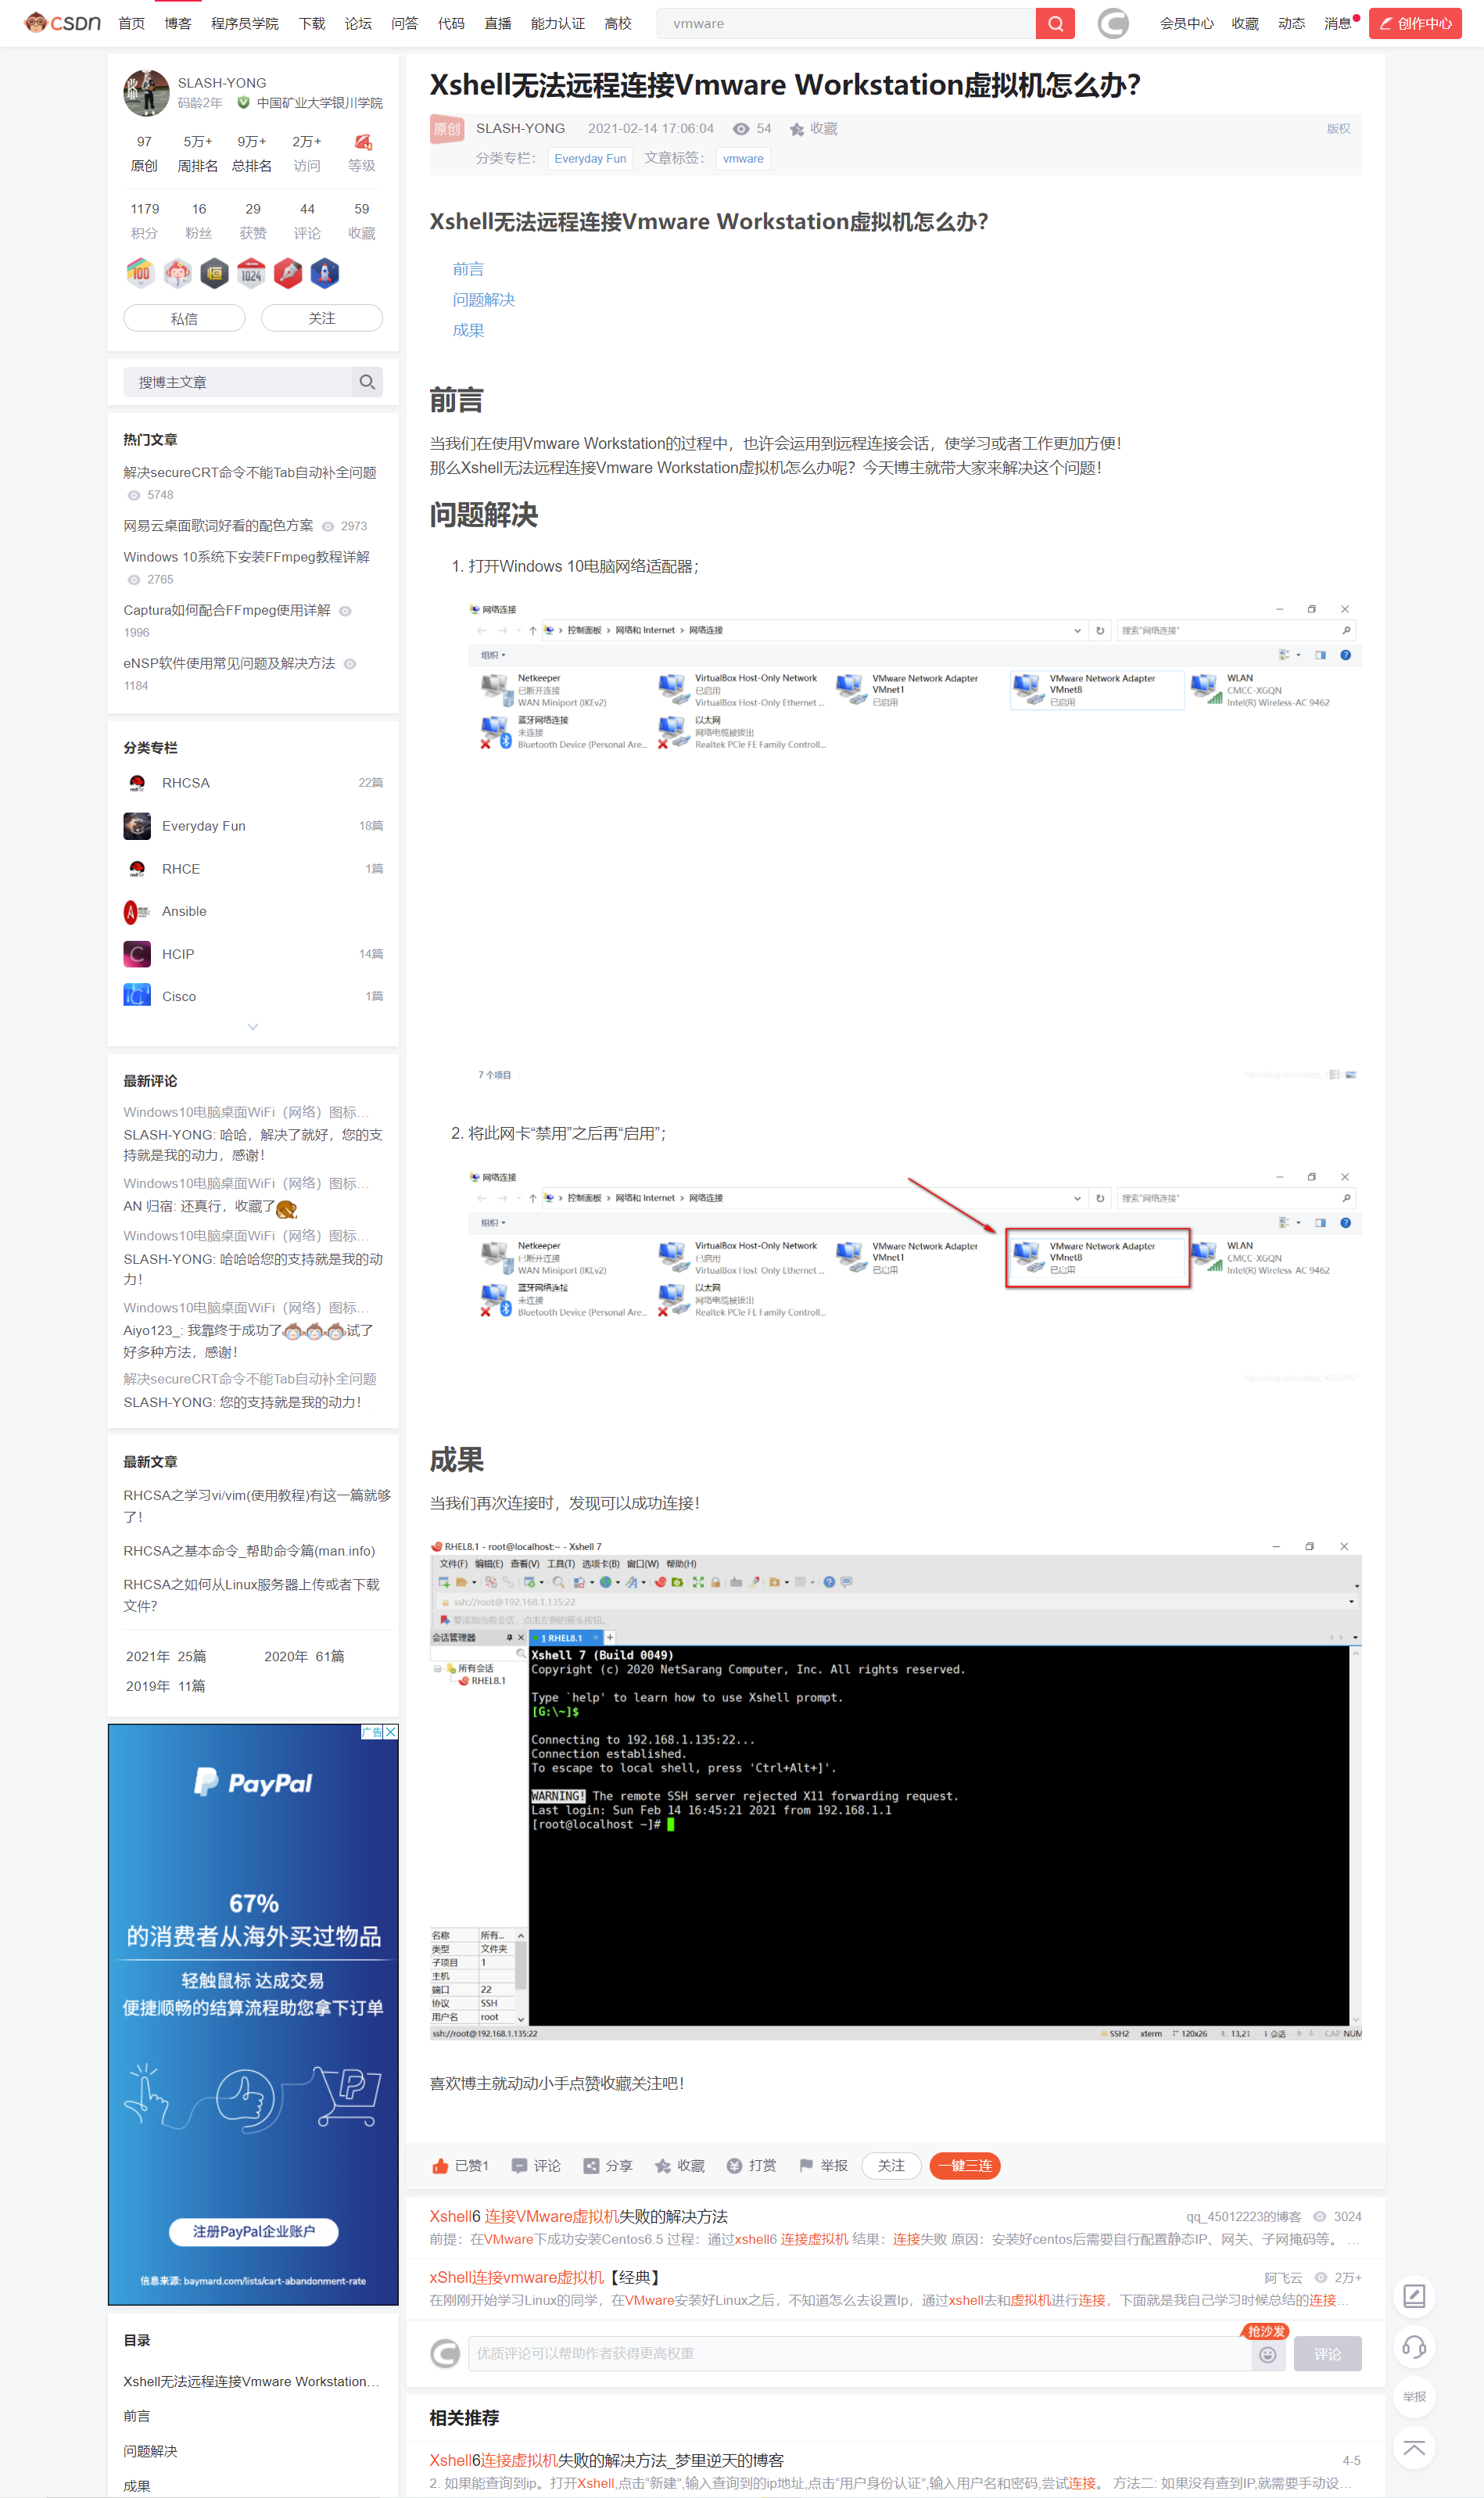 CSDN 首页 博客 程序员学院 下载 论坛 问答 代码 直播 能力认证 高校 vmware 会员中心 收藏 动态 消息 创作中心
SLASH-YONG
码龄2年 中国矿业大学银川学院
97 5万+ 9万+ 2万+
原创 周排名 总排名 访问 等级
1179 16 29 44 59
积分 粉丝 获赞 评论 收藏
私信 关注
搜博主文章
热门文章
解决secureCRT命令不能Tab自动补全问题
5748
网易云桌面歌词好看的配色方案 2973
Windows 10系统下安装FFmpeg教程详解
2765
Captura如何配合FFmpeg使用详解
1996
eNSP软件使用常见问题及解决方法
1184
分类专栏
RHCSA 22篇
Everyday Fun 18篇
RHCE 1篇
Ansible
HCIP 14篇
Cisco 1篇
最新评论
Windows10电脑桌面WiFi（网络）图标...
SLASH-YONG: 哈哈，解决了就好，您的支
持就是我的动力，感谢！
Windows10电脑桌面WiFi（网络）图标...
AN 归宿: 还真行，收藏了
Windows10电脑桌面WiFi（网络）图标...
SLASH-YONG: 哈哈哈您的支持就是我的动
力！
Windows10电脑桌面WiFi（网络）图标...
Aiyo123_: 我靠终于成功了试了
好多种方法，感谢！
解决secureCRT命令不能Tab自动补全问题
SLASH-YONG: 您的支持就是我的动力！
最新文章
RHCSA之学习vi/vim(使用教程)有这一篇就够
了！
RHCSA之基本命令_帮助命令篇(man.info)
RHCSA之如何从Linux服务器上传或者下载
文件？
2021年 25篇 2020年 61篇
2019年 11篇
广告
PayPal
67%
的消费者从海外买过物品
轻触鼠标 达成交易
便捷顺畅的结算流程助您拿下订单
注册PayPal企业账户
信息来源: baymard.com/lists/cart-abandonment-rate
目录
Xshell无法远程连接Vmware Workstation...
前言
问题解决
成果
Xshell无法远程连接Vmware Workstation虚拟机怎么办？
原创 SLASH-YONG 2021-02-14 17:06:04 54 收藏 版权
分类专栏： Everyday Fun 文章标签： vmware
Xshell无法远程连接Vmware Workstation虚拟机怎么办？
前言
问题解决
成果
前言
当我们在使用Vmware Workstation的过程中，也许会运用到远程连接会话，使学习或者工作更加方便！
那么Xshell无法远程连接Vmware Workstation虚拟机怎么办呢？今天博主就带大家来解决这个问题！
问题解决
1. 打开Windows 10电脑网络适配器；
网络连接
控制面板 › 网络和 Internet › 网络连接 搜索"网络连接"
组织
Netkeeper VirtualBox Host-Only Network VMware Network Adapter VMware Network Adapter WLAN
已断开连接 已启用 VMnet1 VMnet8 CMCC-XGQN
WAN Miniport (IKEv2) VirtualBox Host-Only Ethernet ... 已启用 已启用 Intel(R) Wireless-AC 9462
蓝牙网络连接 以太网
未连接 网络电缆被拔出
Bluetooth Device (Personal Are... Realtek PCIe FE Family Controll...
7 个项目
2. 将此网卡“禁用”之后再“启用”；
网络连接
控制面板 › 网络和 Internet › 网络连接 搜索"网络连接"
组织
Netkeeper VirtualBox Host-Only Network VMware Network Adapter VMware Network Adapter WLAN
已断开连接 已启用 VMnet1 VMnet8 CMCC-XGQN
WAN Miniport (IKEv2) VirtualBox Host-Only Ethernet ... 已启用 已启用 Intel(R) Wireless-AC 9462
蓝牙网络连接 以太网
未连接 网络电缆被拔出
Bluetooth Device (Personal Are... Realtek PCIe FE Family Controll...
成果
当我们再次连接时，发现可以成功连接！
RHEL8.1 - root@localhost:~ - Xshell 7
文件(F) 编辑(E) 查看(V) 工具(T) 选项卡(B) 窗口(W) 帮助(H)
ssh://root@192.168.1.135:22
要添加当前会话，点击左侧的箭头按钮。
会话管理器 1 RHEL8.1
所有会话
RHEL8.1
Xshell 7 (Build 0049)
Copyright (c) 2020 NetSarang Computer, Inc. All rights reserved.
Type `help' to learn how to use Xshell prompt.
[G:\~]$
Connecting to 192.168.1.135:22...
Connection established.
To escape to local shell, press 'Ctrl+Alt+]'.
WARNING! The remote SSH server rejected X11 forwarding request.
Last login: Sun Feb 14 16:45:21 2021 from 192.168.1.1
[root@localhost ~]#
名称 所有...
类型 文件夹
子项目 1
主机
端口 22
协议 SSH
用户名 root
ssh://root@192.168.1.135:22 SSH2 xterm 120x26 13,21 1 会话 CAP NUM
喜欢博主就动动小手点赞收藏关注吧！
已赞1 评论 分享 收藏 打赏 举报 关注 一键三连
Xshell6 连接VMware虚拟机失败的解决方法 qq_45012223的博客 3024
前提：在VMware下成功安装Centos6.5 过程：通过xshell6 连接虚拟机 结果：连接失败 原因：安装好centos后需要自行配置静态IP、网关、子网掩码等。 ...
xShell连接vmware虚拟机【经典】 阿飞云 2万+
在刚刚开始学习Linux的同学，在VMware安装好Linux之后，不知道怎么去设置Ip，通过xshell去和虚拟机进行连接，下面就是我自己学习时候总结的连接...
抢沙发
优质评论可以帮助作者获得更高权重 评论
相关推荐
Xshell6连接虚拟机失败的解决方法_梦里逆天的博客 4-5
2. 如果能查询到ip。打开Xshell,点击“新建”,输入查询到的ip地址,点击“用户身份认证”,输入用户名和密码,尝试连接。 方法二: 如果没有查到IP,就需要手动设...
举报